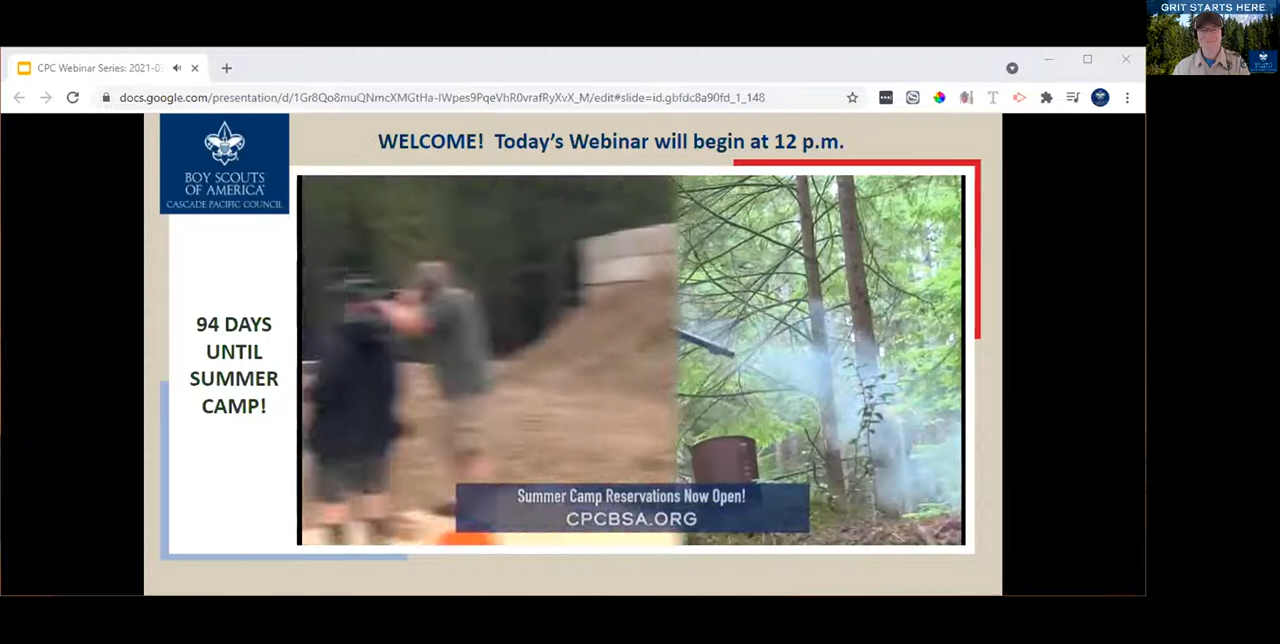 GRIT STARTS HERE
CPC Webinar Series: 2021-0
docs.google.com/presentation/d/1Gr8Qo8muQNmcXMGtHa-IWpes9PqeVhR0vrafRyXvX_M/edit#slide=id.gbfdc8a90fd_1_148
WELCOME! Today's Webinar will begin at 12 p.m.
BOY SCOUTS
OF AMERICA
CASCADE PACIFIC COUNCIL
94 DAYS
UNTIL
SUMMER
CAMP!
Summer Camp Reservations Now Open!
CPCBSA.ORG